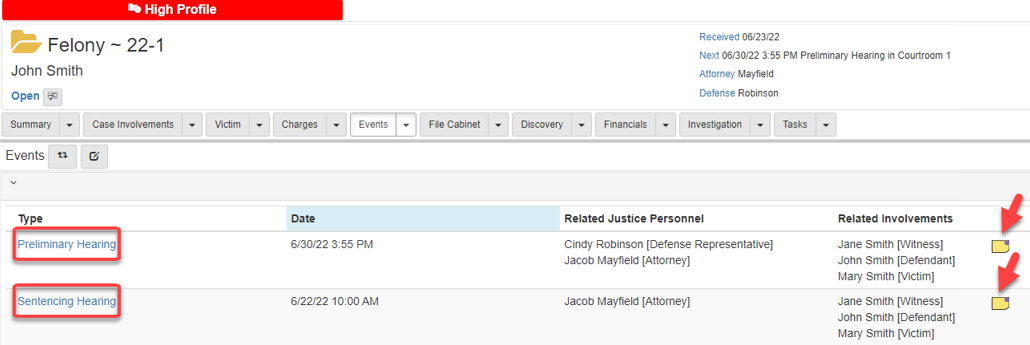 High Profile
Felony ~ 22-1
John Smith
Open
Received 06/23/22
Next 06/30/22 3:55 PM Preliminary Hearing in Courtroom 1
Attorney Mayfield
Defense Robinson
Summary Case Involvements Victim Charges Events File Cabinet Discovery Financials Investigation Tasks
Events
Type Date Related Justice Personnel Related Involvements
Preliminary Hearing 6/30/22 3:55 PM Cindy Robinson [Defense Representative] Jane Smith [Witness]
Jacob Mayfield [Attorney] John Smith [Defendant]
Mary Smith [Victim]
Sentencing Hearing 6/22/22 10:00 AM Jacob Mayfield [Attorney] Jane Smith [Witness]
John Smith [Defendant]
Mary Smith [Victim]